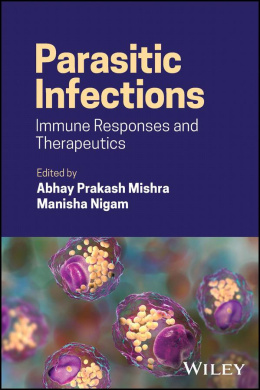 Parasitic
Infections
Immune Responses and
Therapeutics
Edited by
Abhay Prakash Mishra
Manisha Nigam
WILEY